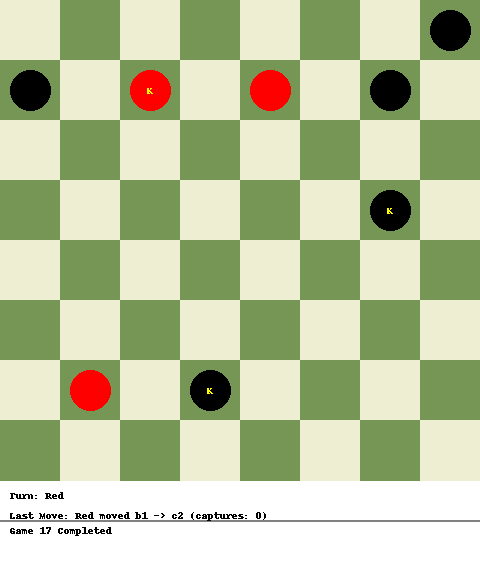 K
K
K
Turn: Red
Last Move: Red moved b1 -> c2 (captures: 0)
Game 17 Completed